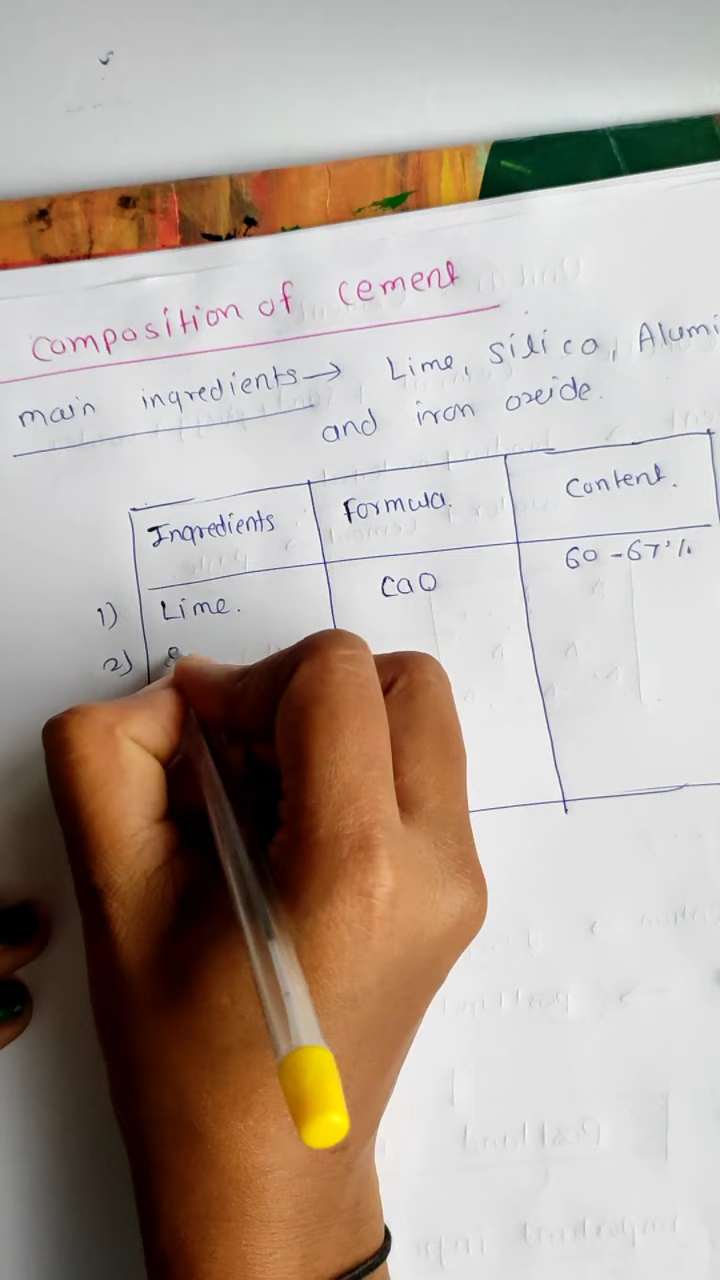 Composition of cement
main ingredients → Lime, Silica, Alumi
and iron oxeide.
Ingredients Formula. Content.
1) Lime. CaO 60-67%
2) S